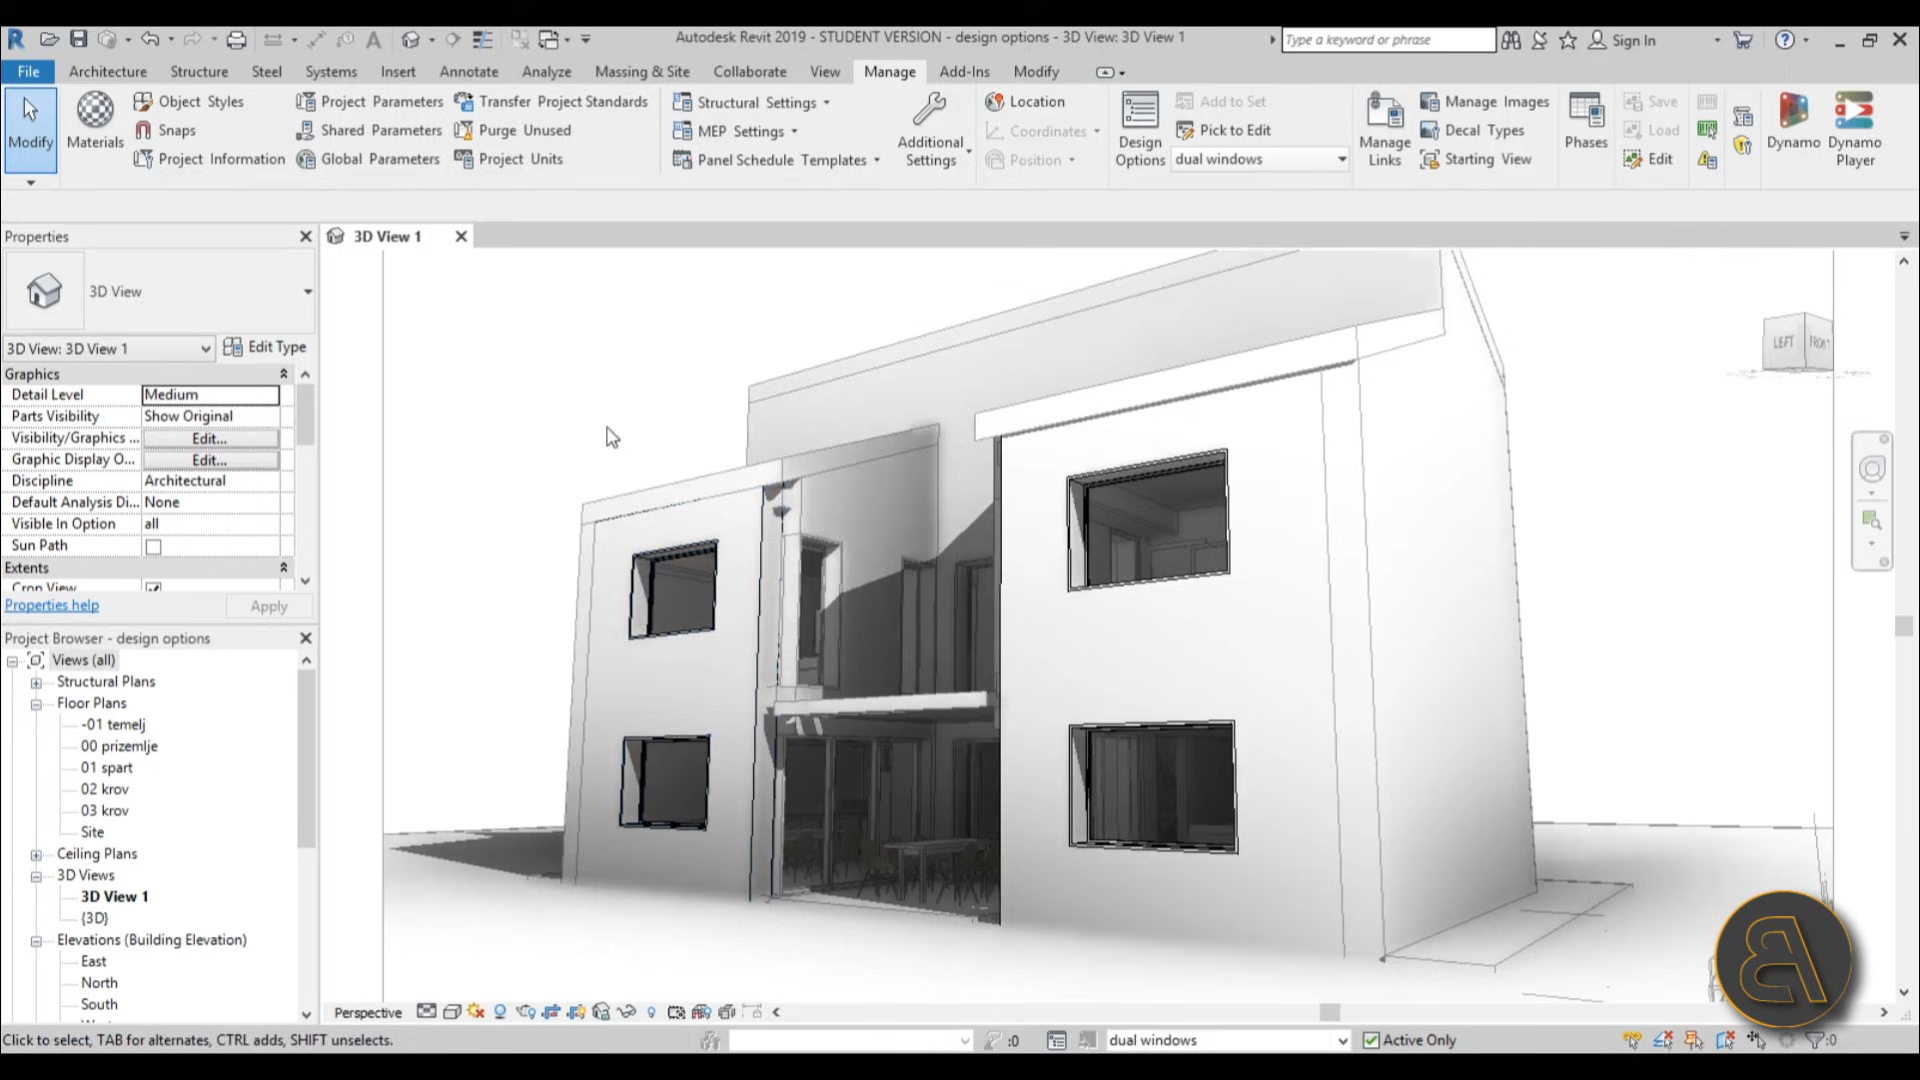 Autodesk Revit 2019 - STUDENT VERSION - design options - 3D View: 3D View 1
Type a keyword or phrase
Sign In
File Architecture Structure Steel Systems Insert Annotate Analyze Massing & Site Collaborate View Manage Add-Ins Modify
Modify
Materials
Object Styles
Snaps
Project Information
Project Parameters
Shared Parameters
Global Parameters
Transfer Project Standards
Purge Unused
Project Units
Structural Settings
MEP Settings
Panel Schedule Templates
Additional
Settings
Location
Coordinates
Position
Design
Options
Add to Set
Pick to Edit
dual windows
Manage
Links
Manage Images
Decal Types
Starting View
Phases
Save
Load
Edit
Dynamo
Dynamo
Player
Properties
3D View
3D View: 3D View 1
Edit Type
Graphics
Detail Level Medium
Parts Visibility Show Original
Visibility/Graphics ... Edit...
Graphic Display O... Edit...
Discipline Architectural
Default Analysis Di... None
Visible In Option all
Sun Path
Extents
Crop View
Properties help
Apply
Project Browser - design options
Views (all)
Structural Plans
Floor Plans
-01 temelj
00 prizemlje
01 sprat
02 krov
03 krov
Site
Ceiling Plans
3D Views
3D View 1
{3D}
Elevations (Building Elevation)
East
North
South
3D View 1
LEFT
FRONT
Perspective
Click to select, TAB for alternates, CTRL adds, SHIFT unselects.
:0
dual windows
Active Only
:0